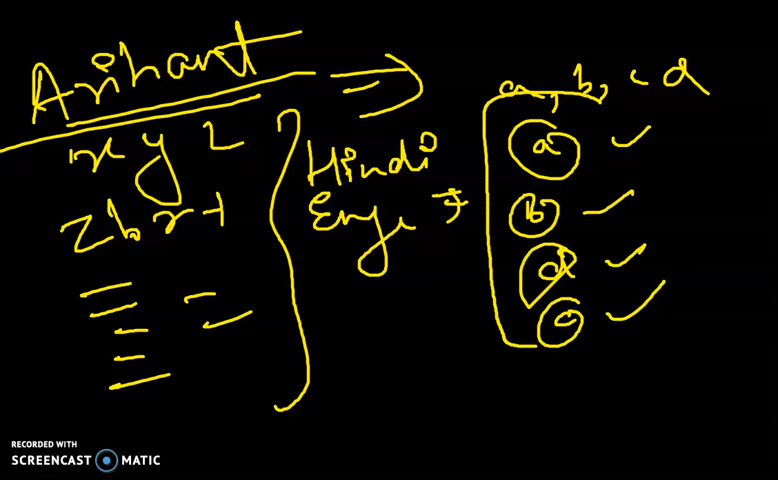 Arihant
x y z
Hindi
Eng
a, b, c d
a
b
d
c
RECORDED WITH
SCREENCAST MATIC